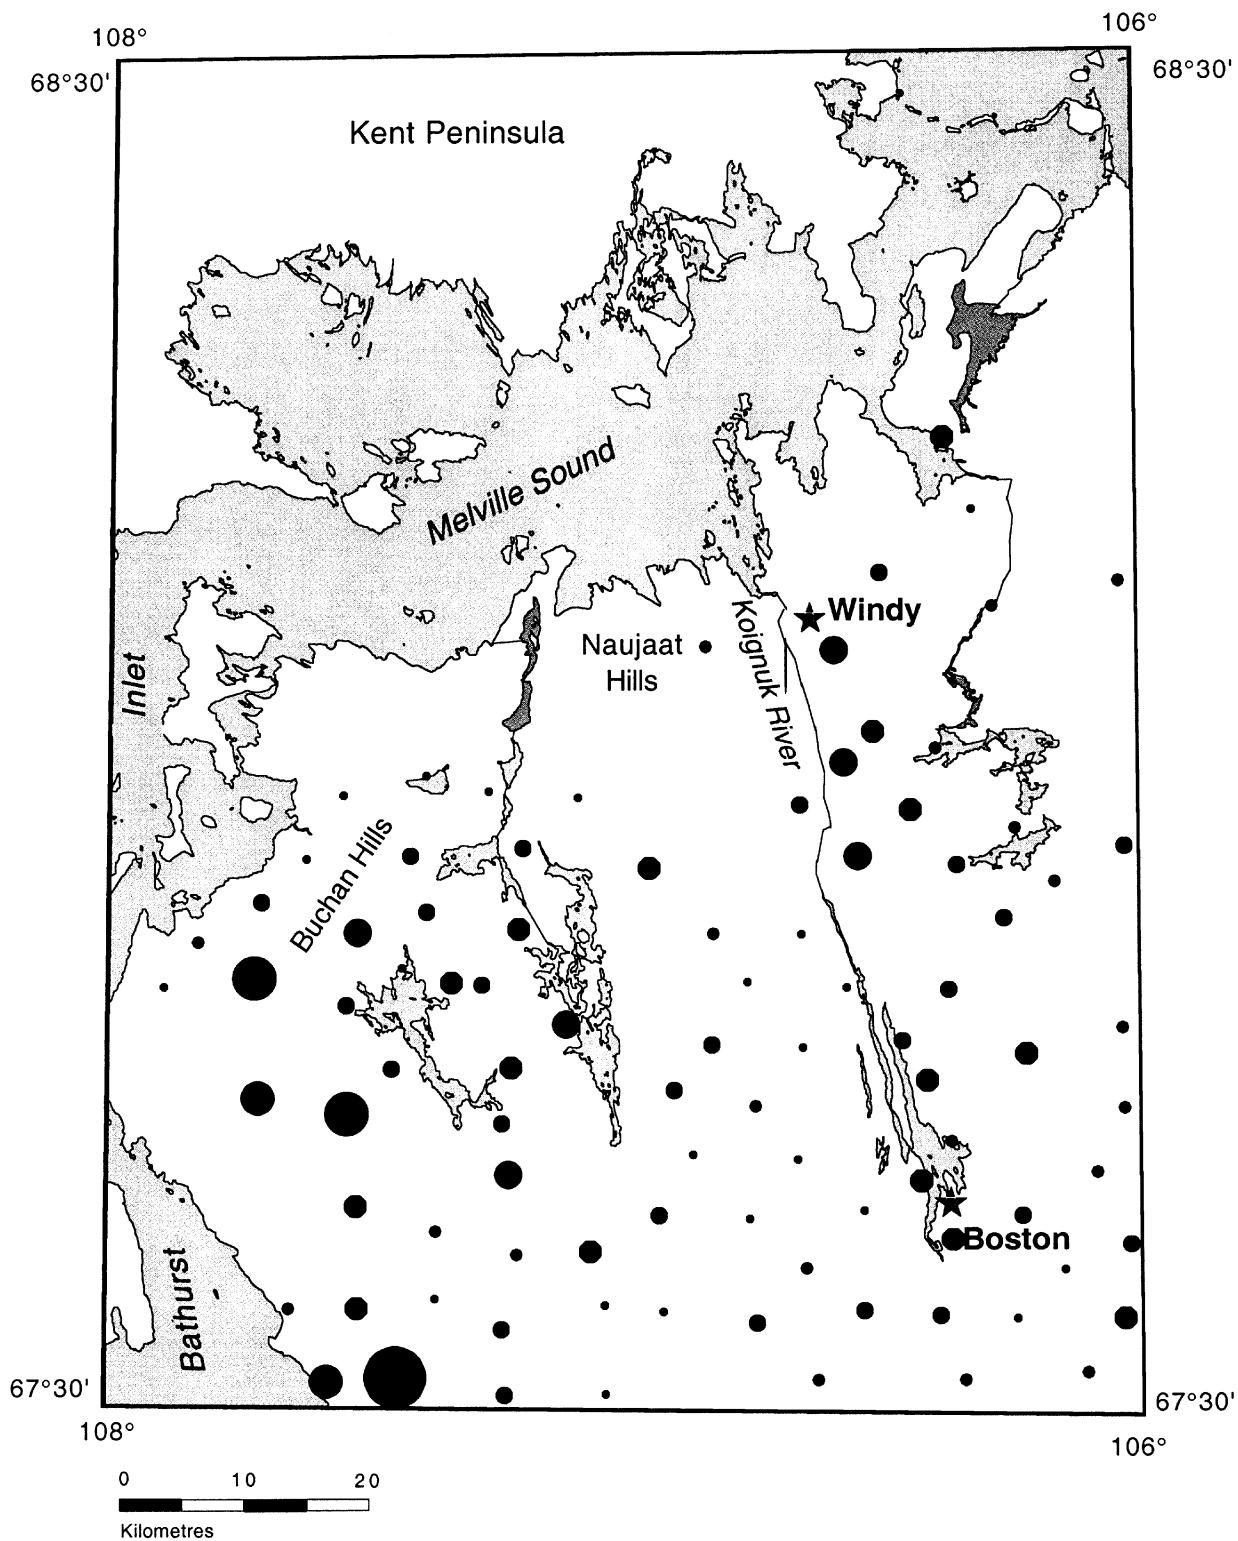 108°
106°
68°30'
68°30'
Kent Peninsula
Melville Sound
Windy
Naujaat
Hills
Koignuk River
Inlet
Buchan Hills
Boston
Bathurst
67°30'
67°30'
108°
106°
0 10 20
Kilometres